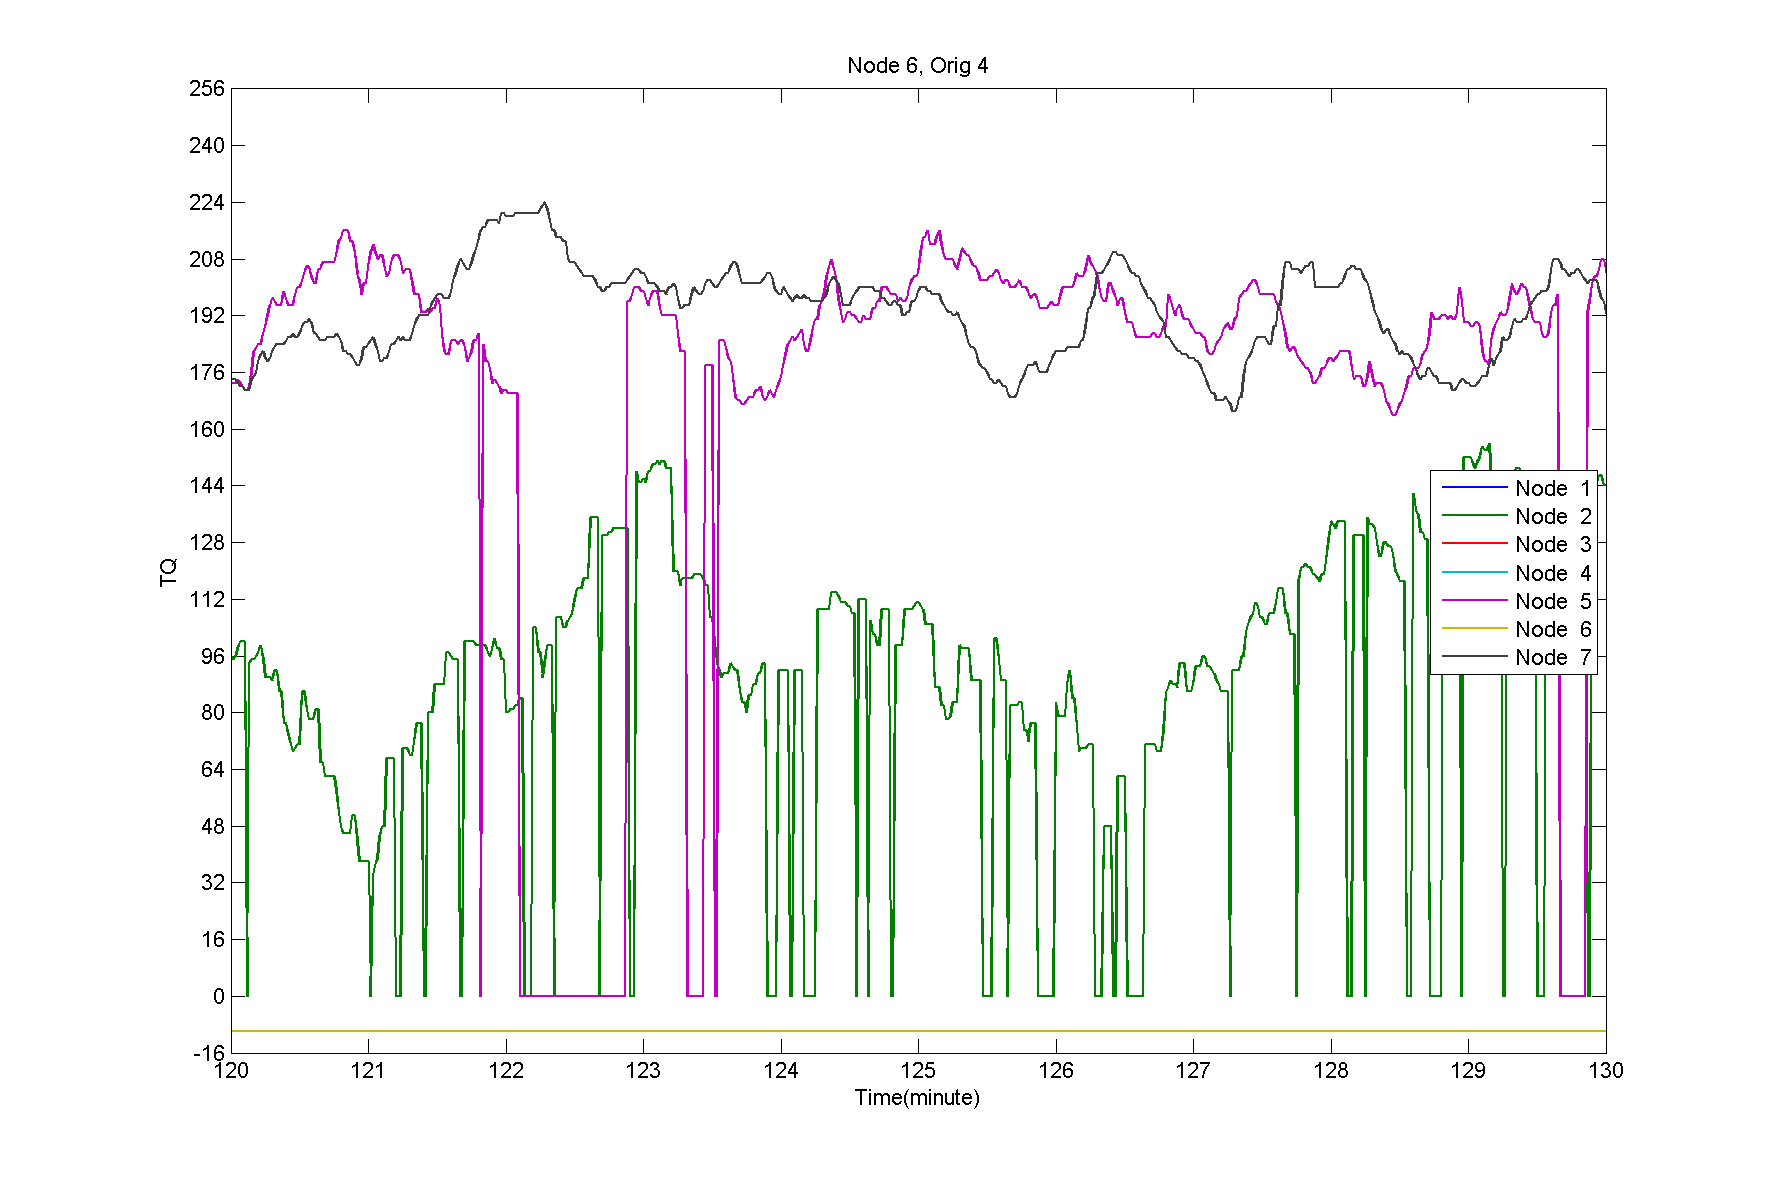 Node 6, Orig 4
256
240
224
208
192
176
160
144
128
112
96
80
64
48
32
16
0
-16
TQ
Node 1
Node 2
Node 3
Node 4
Node 5
Node 6
Node 7
120 121 122 123 124 125 126 127 128 129 130
Time(minute)